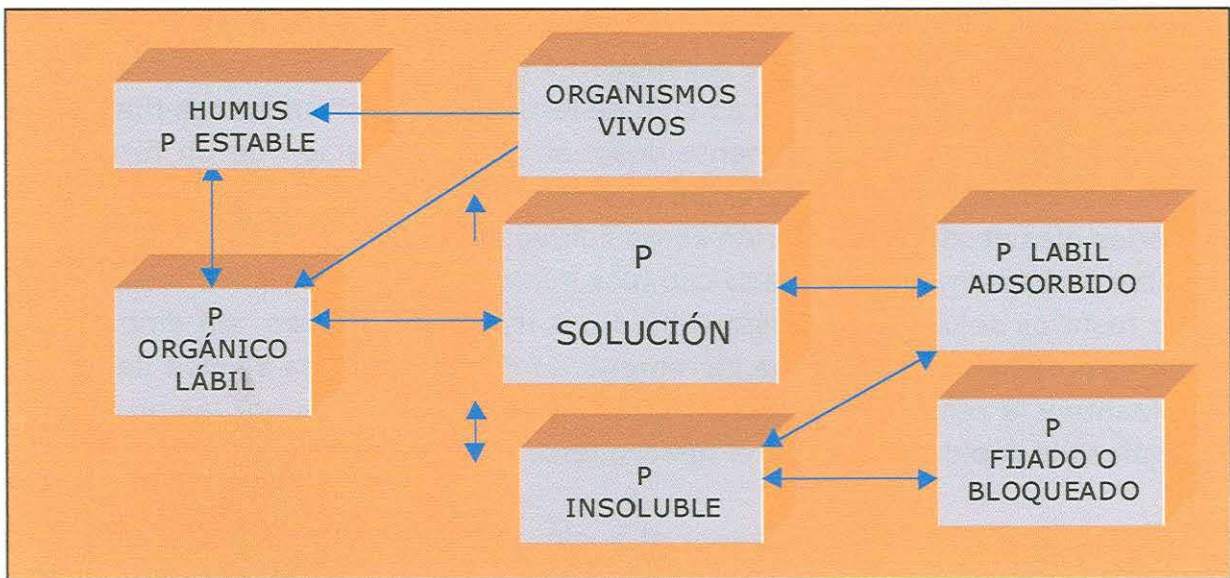 HUMUS
P ESTABLE
ORGANISMOS
VIVOS
P
SOLUCIÓN
P LABIL
ADSORBIDO
P
ORGÁNICO
LÁBIL
P
INSOLUBLE
P
FIJADO O
BLOQUEADO